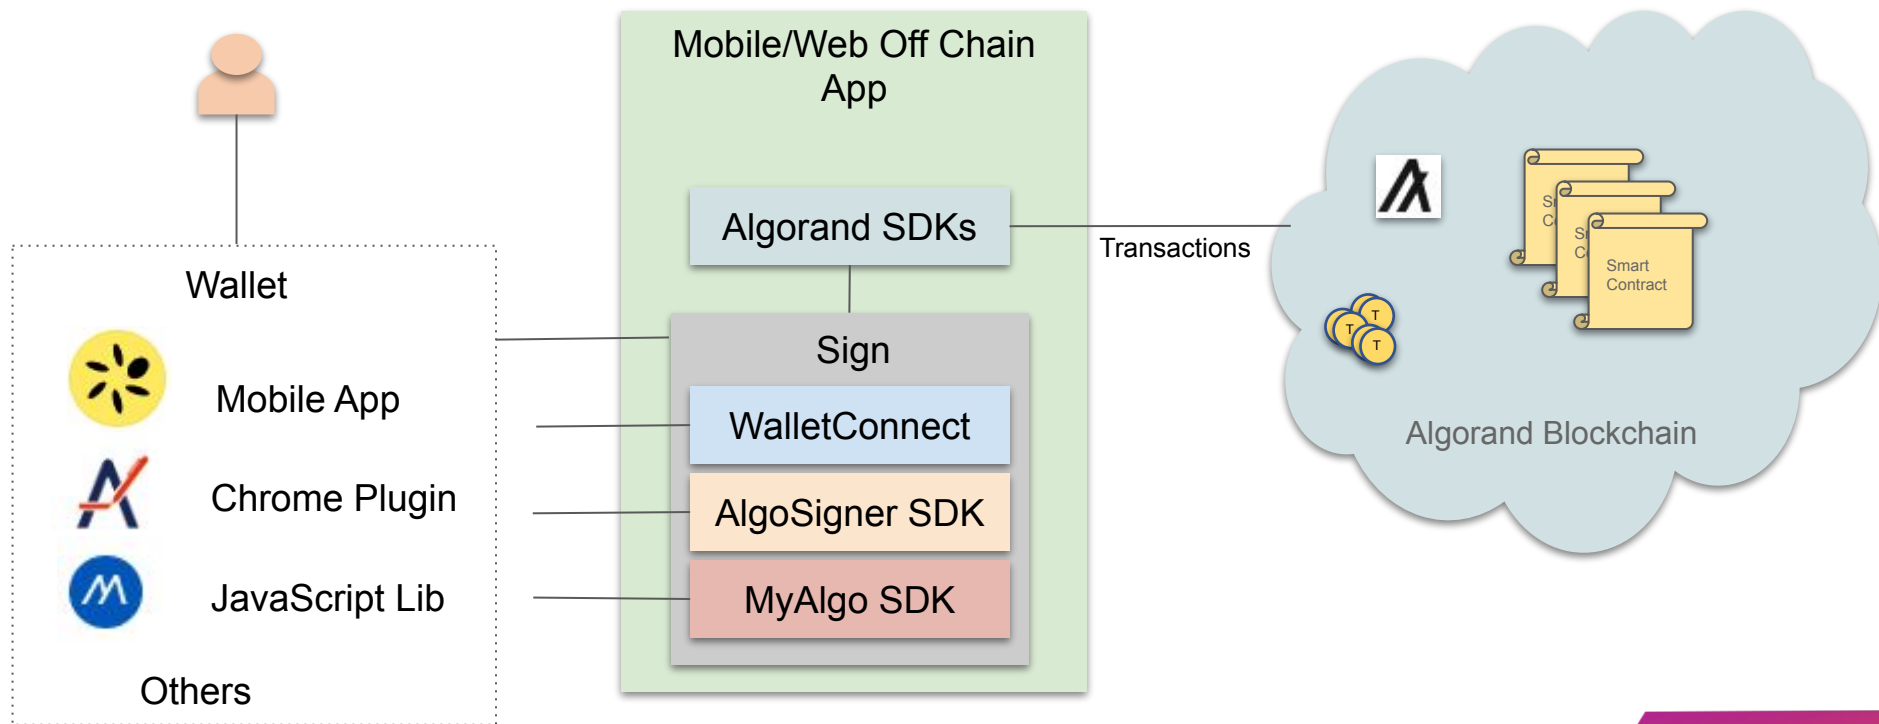 Mobile/Web Off Chain
App
Algorand SDKs
Transactions
Wallet
Mobile App
Chrome Plugin
JavaScript Lib
Others
Sign
WalletConnect
AlgoSigner SDK
MyAlgo SDK
Smart
Contract
T
T
T
Algorand Blockchain